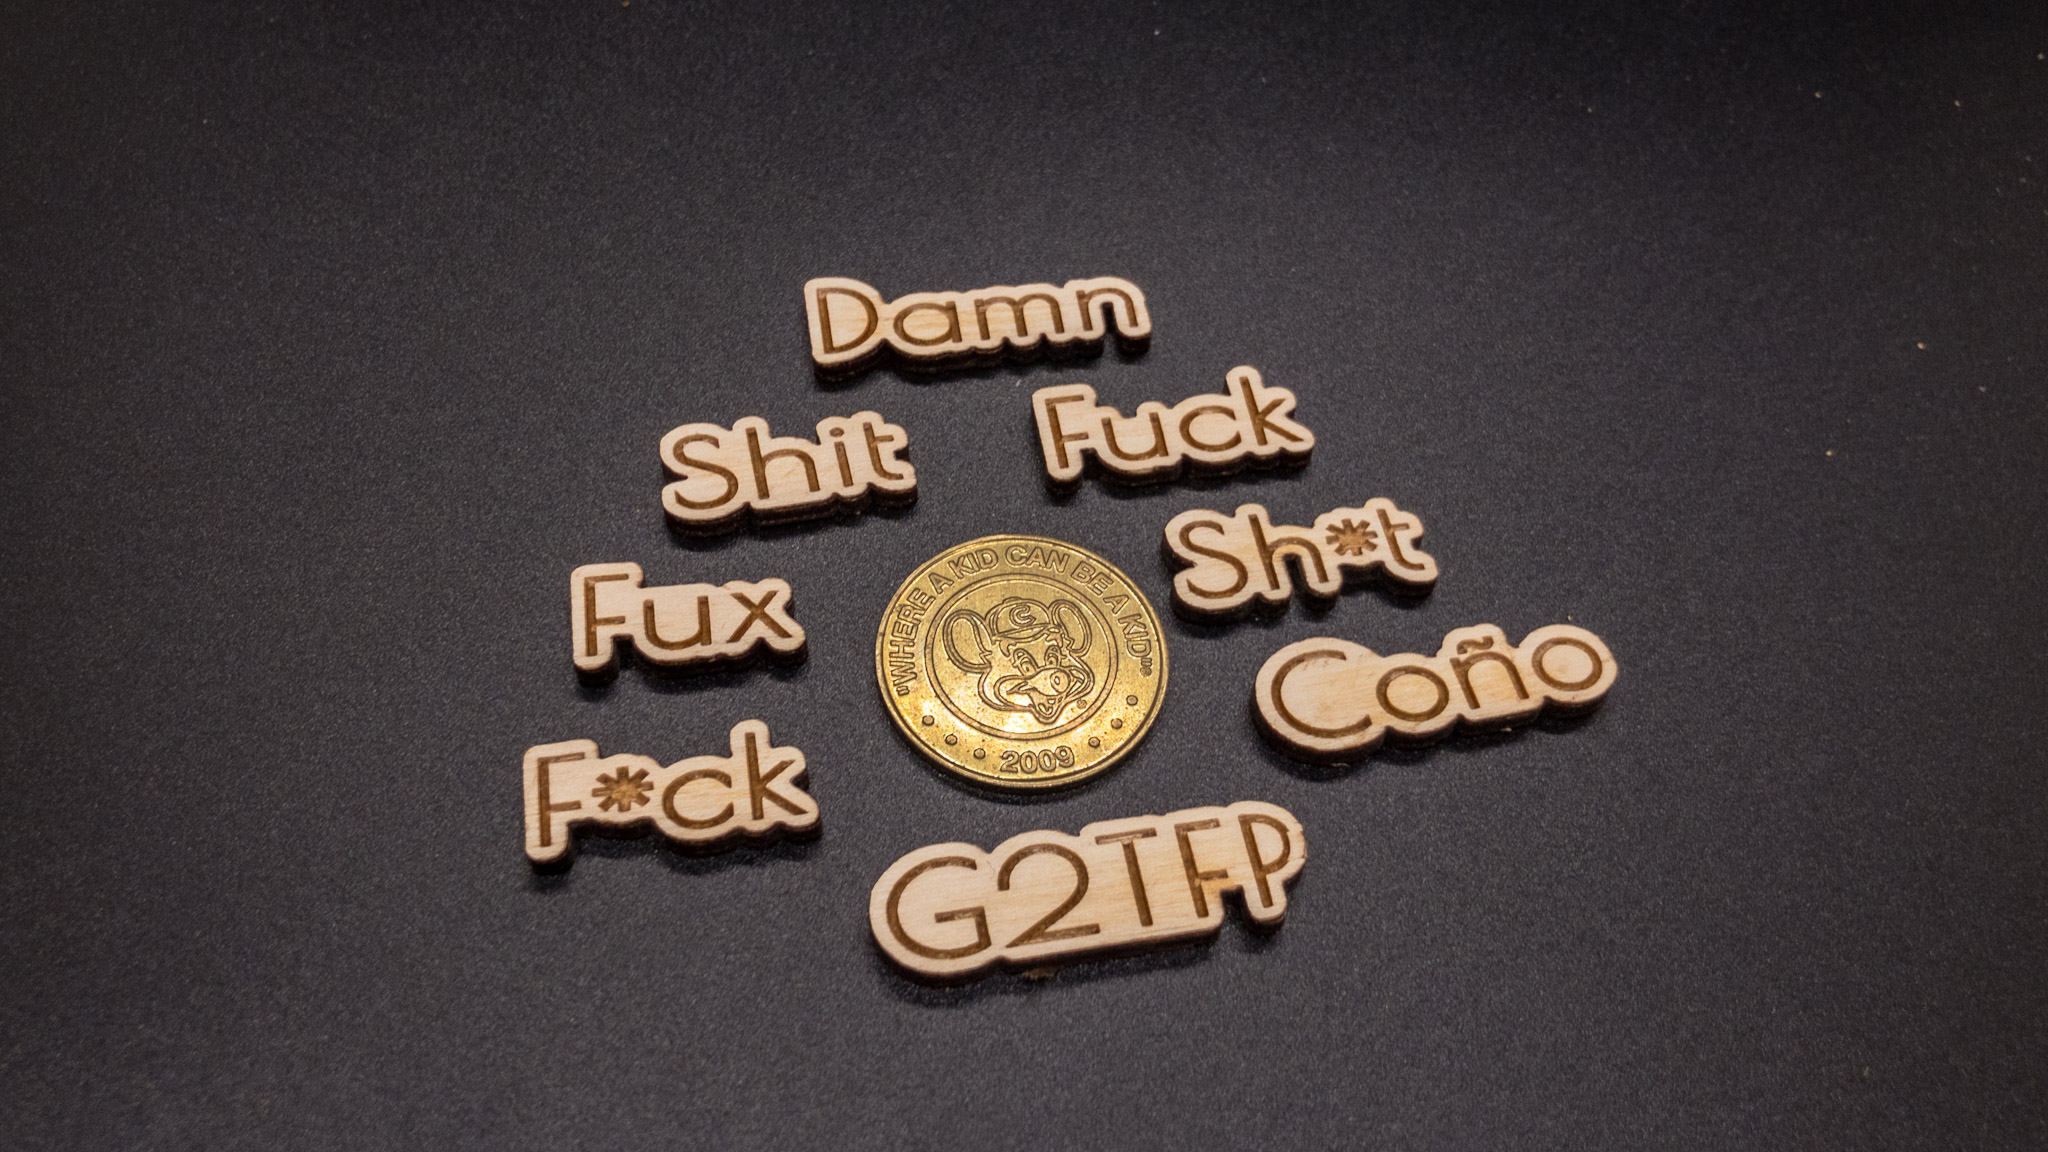 Damn
Shit
Fuck
Sh*t
Fux
"WHERE A KID CAN BE A KID"®
C
2009
Coño
F*ck
G2TFP